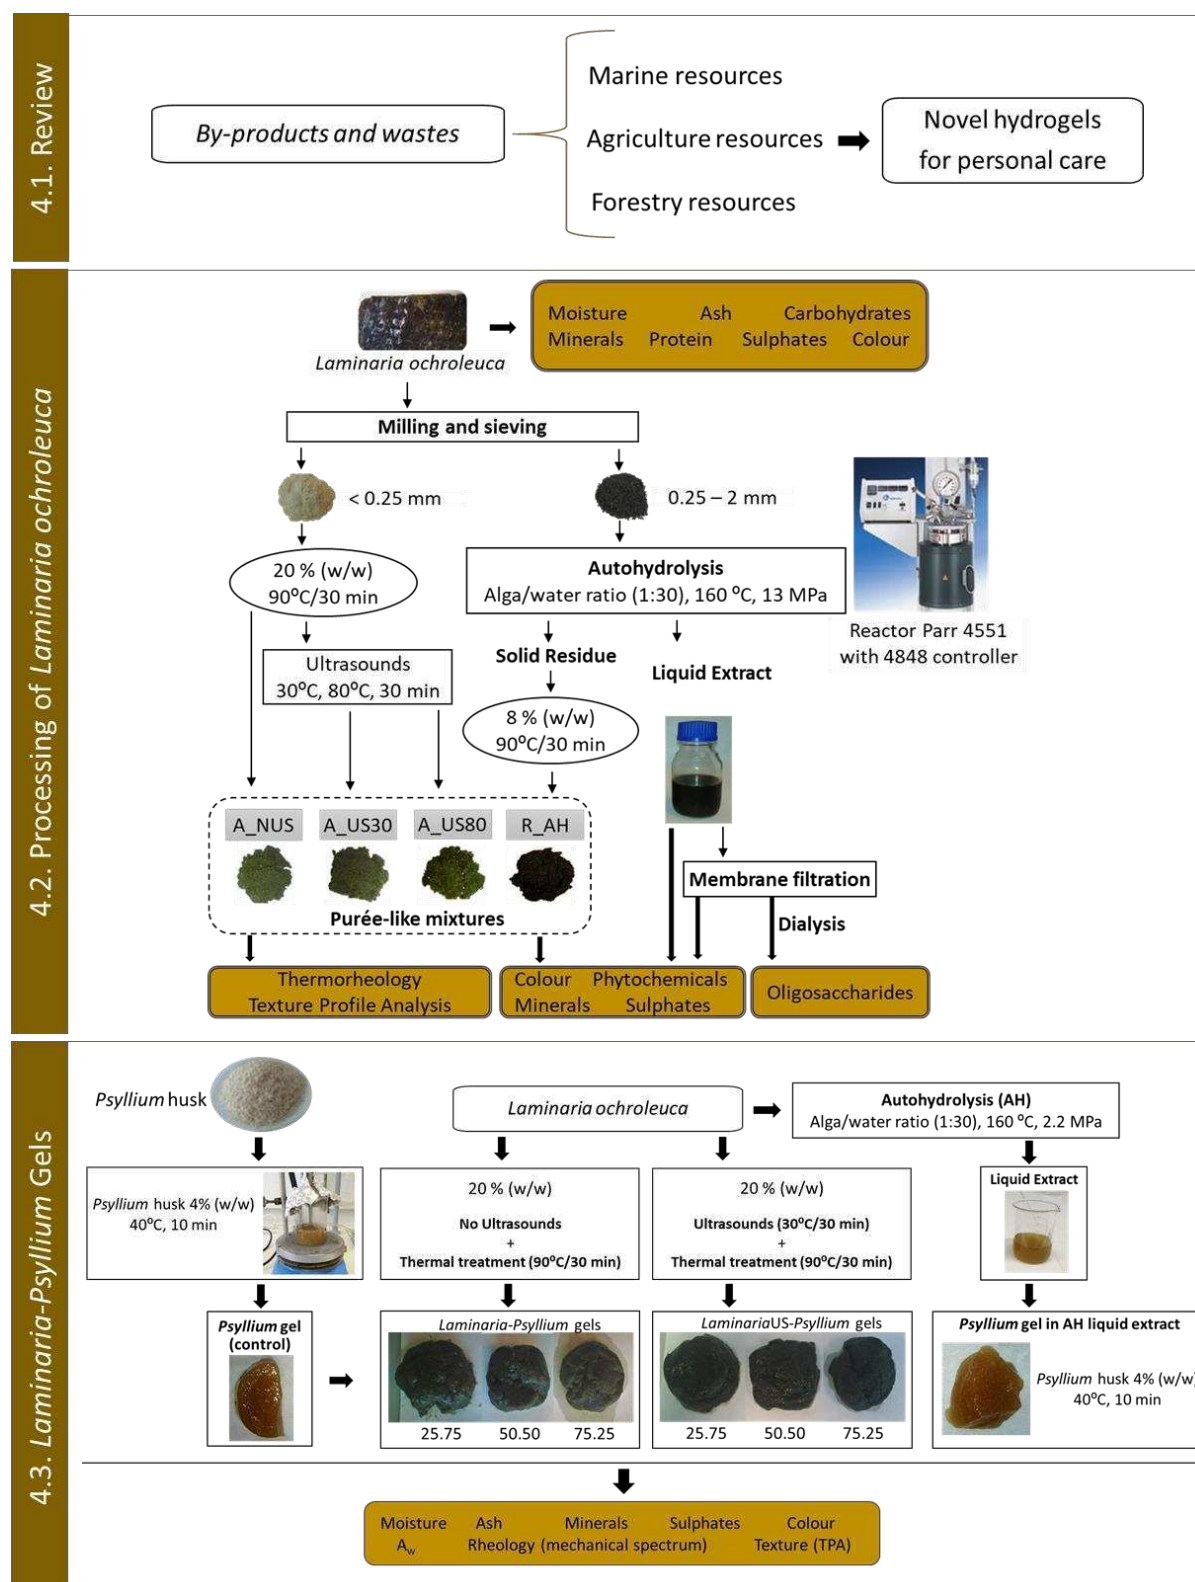 4.1. Review
By-products and wastes
Marine resources
Agriculture resources
Forestry resources
Novel hydrogels
for personal care
4.2. Processing of Laminaria ochroleuca
Laminaria ochroleuca
Moisture Ash Carbohydrates
Minerals Protein Sulphates Colour
Milling and sieving
< 0.25 mm
0.25 – 2 mm
20 % (w/w)
90ºC/30 min
Autohydrolysis
Alga/water ratio (1:30), 160 ºC, 13 MPa
Reactor Parr 4551
with 4848 controller
Ultrasounds
30ºC, 80ºC, 30 min
Solid Residue
Liquid Extract
8 % (w/w)
90ºC/30 min
A_NUS A_US30 A_US80 R_AH
Purée-like mixtures
Membrane filtration
Dialysis
Thermorheology
Texture Profile Analysis
Colour Phytochemicals
Minerals Sulphates
Oligosaccharides
4.3. Laminaria-Psyllium Gels
Psyllium husk
Laminaria ochroleuca
Autohydrolysis (AH)
Alga/water ratio (1:30), 160 ºC, 2.2 MPa
Psyllium husk 4% (w/w)
40ºC, 10 min
20 % (w/w)
No Ultrasounds
+
Thermal treatment (90ºC/30 min)
20 % (w/w)
Ultrasounds (30ºC/30 min)
+
Thermal treatment (90ºC/30 min)
Liquid Extract
Psyllium gel
(control)
Laminaria-Psyllium gels
25.75 50.50 75.25
LaminariaUS-Psyllium gels
25.75 50.50 75.25
Psyllium gel in AH liquid extract
Psyllium husk 4% (w/w)
40ºC, 10 min
Moisture Ash Minerals Sulphates Colour
Aw Rheology (mechanical spectrum) Texture (TPA)